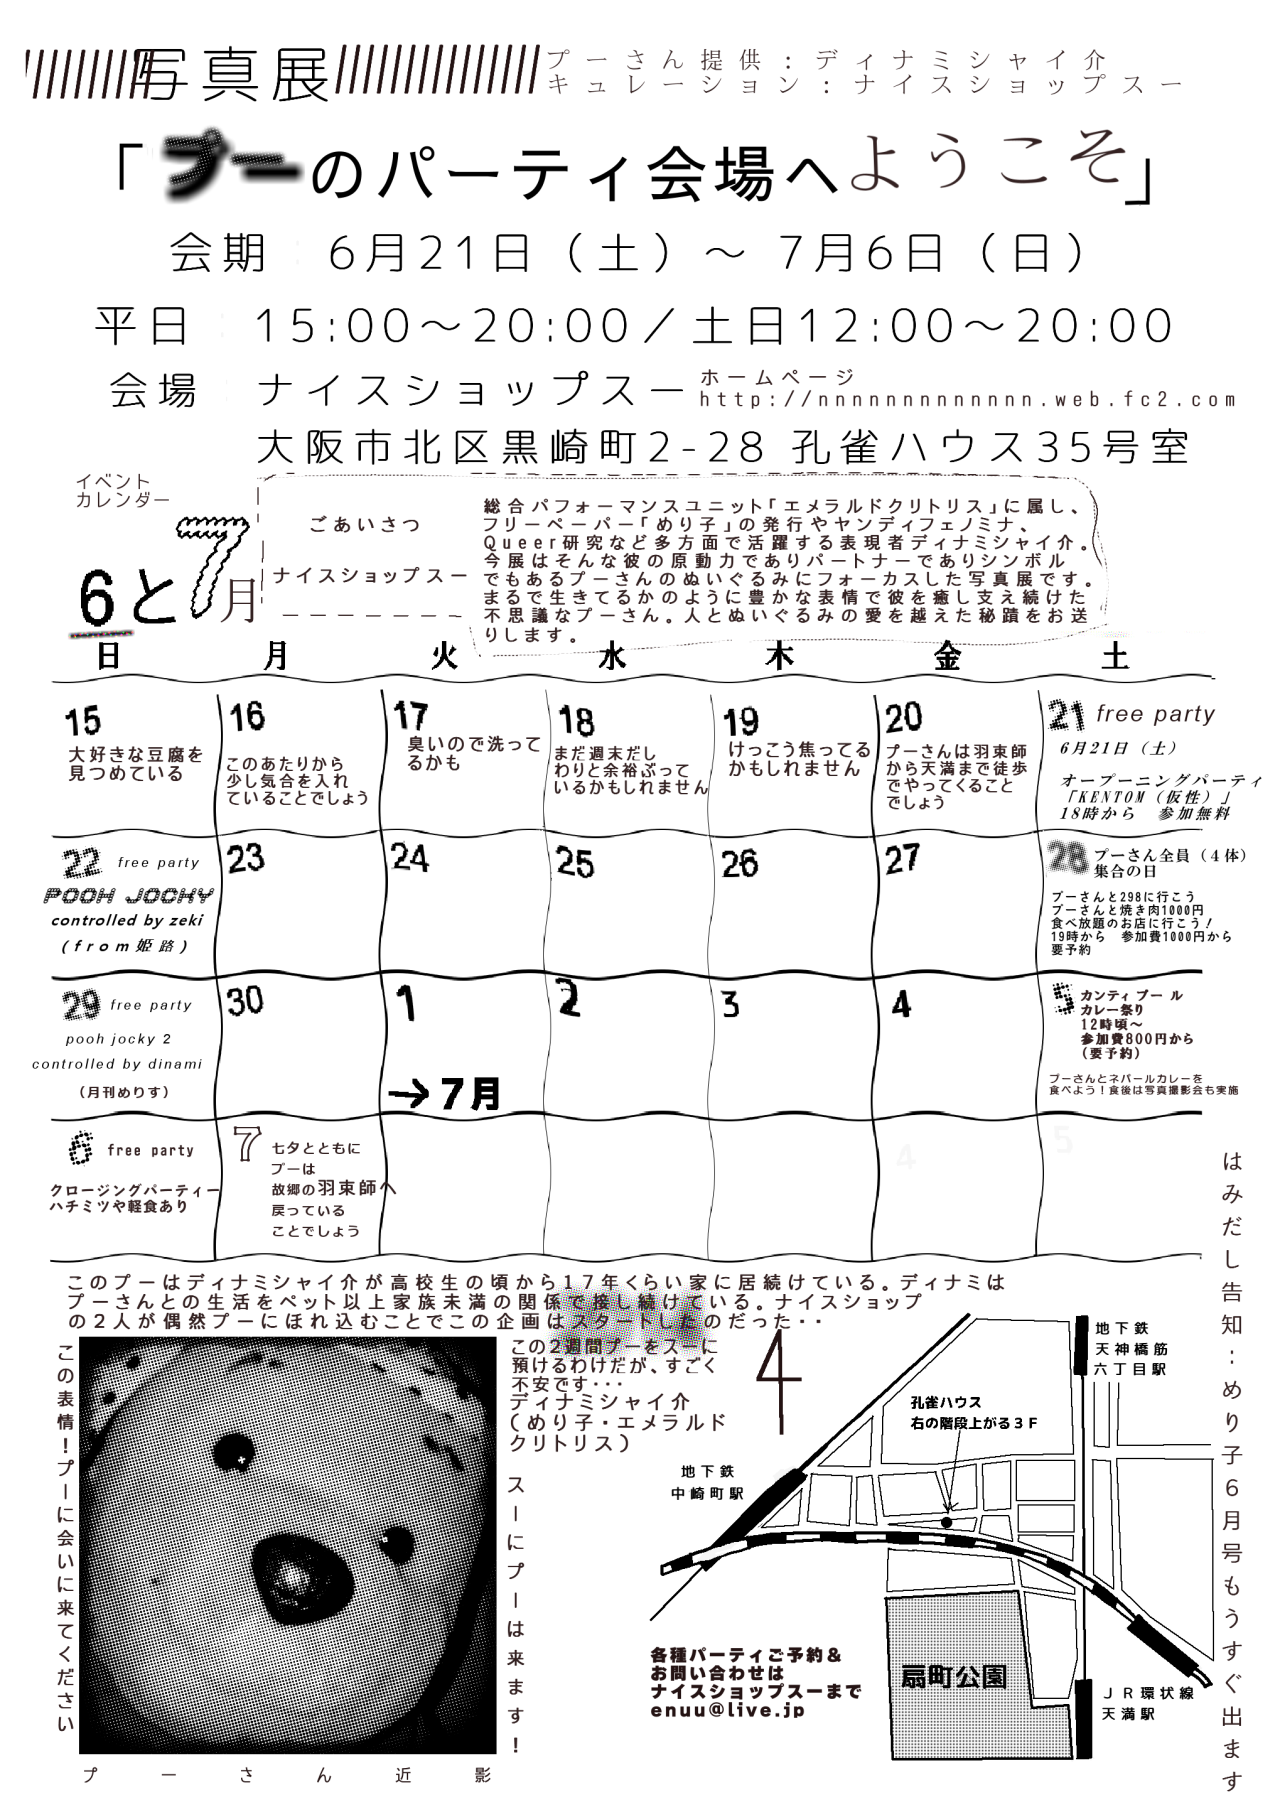 写真展
プーさん提供：ディナミシャイ介
キュレーション：ナイスショップスー
「プーのパーティ会場へようこそ」
会期 6月21日（土）～7月6日（日）
平日 15:00～20:00／土日12:00～20:00
会場 ナイスショップスー
ホームページ
http://nnnnnnnnnnnnnn.web.fc2.com
大阪市北区黒崎町2-28 孔雀ハウス35号室
イベント
カレンダー
6と7月
ごあいさつ
ナイスショップスー
総合パフォーマンスユニット「エメラルドクリトリス」に属し、
フリーペーパー「めり子」の発行やヤンディフェノミナ、
Queer研究など多方面で活躍する表現者ディナミシャイ介。
今展はそんな彼の原動力でありパートナーでありシンボル
でもあるプーさんのぬいぐるみにフォーカスした写真展です。
まるで生きてるかのように豊かな表情で彼を癒し支え続けた
不思議なプーさん。人とぬいぐるみの愛を越えた秘蹟をお送
りします。
日 月 火 水 木 金 土
15
大好きな豆腐を
見つめている
16
このあたりから
少し気合を入れ
ていることでしょう
17
臭いので洗って
るかも
18
まだ週末だし
わりと余裕ぶって
いるかもしれません
19
けっこう焦ってる
かもしれません
20
プーさんは羽束師
から天満まで徒歩
でやってくること
でしょう
21 free party
6月21日（土）
オープーニングパーティ
「KENTOM（仮性）」
18時から 参加無料
22 free party
POOH JOCKY
controlled by zeki
(from姫路)
23
24
25
26
27
28 プーさん全員（4体）
集合の日
プーさんと298に行こう
プーさんと焼き肉1000円
食べ放題のお店に行こう！
19時から 参加費1000円から
要予約
29 free party
pooh jocky 2
controlled by dinami
（月刊めりす）
30
1
→7月
2
3
4
5 カンティプール
カレー祭り
12時頃～
参加費800円から
（要予約）
プーさんとネパールカレーを
食べよう！食後は写真撮影会も実施
6 free party
クロージングパーティー
ハチミツや軽食あり
7 七夕とともに
プーは
故郷の羽束師へ
戻っている
ことでしょう
4
5
このプーはディナミシャイ介が高校生の頃から17年くらい家に居続けている。ディナミは
プーさんとの生活をペット以上家族未満の関係で接し続けている。ナイスショップ
の2人が偶然プーにほれ込むことでこの企画はスタートしたのだった・・
この2週間プーをスーに
預けるわけだが、すごく
不安です・・・
ディナミシャイ介
（めり子・エメラルド
クリトリス）
この表情！プーに会いに来てください
スーにプーは来ます！
プーさん近影
4
地下鉄
天神橋筋
六丁目駅
孔雀ハウス
右の階段上がる3F
地下鉄
中崎町駅
扇町公園
JR環状線
天満駅
各種パーティご予約＆
お問い合わせは
ナイスショップスーまで
enuu@live.jp
はみだし告知：めり子6月号もうすぐ出ます